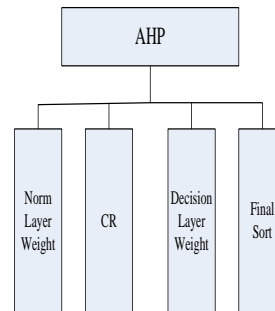 AHP
Norm
Layer
Weight
CR
Decision
Layer
Weight
Final
Sort